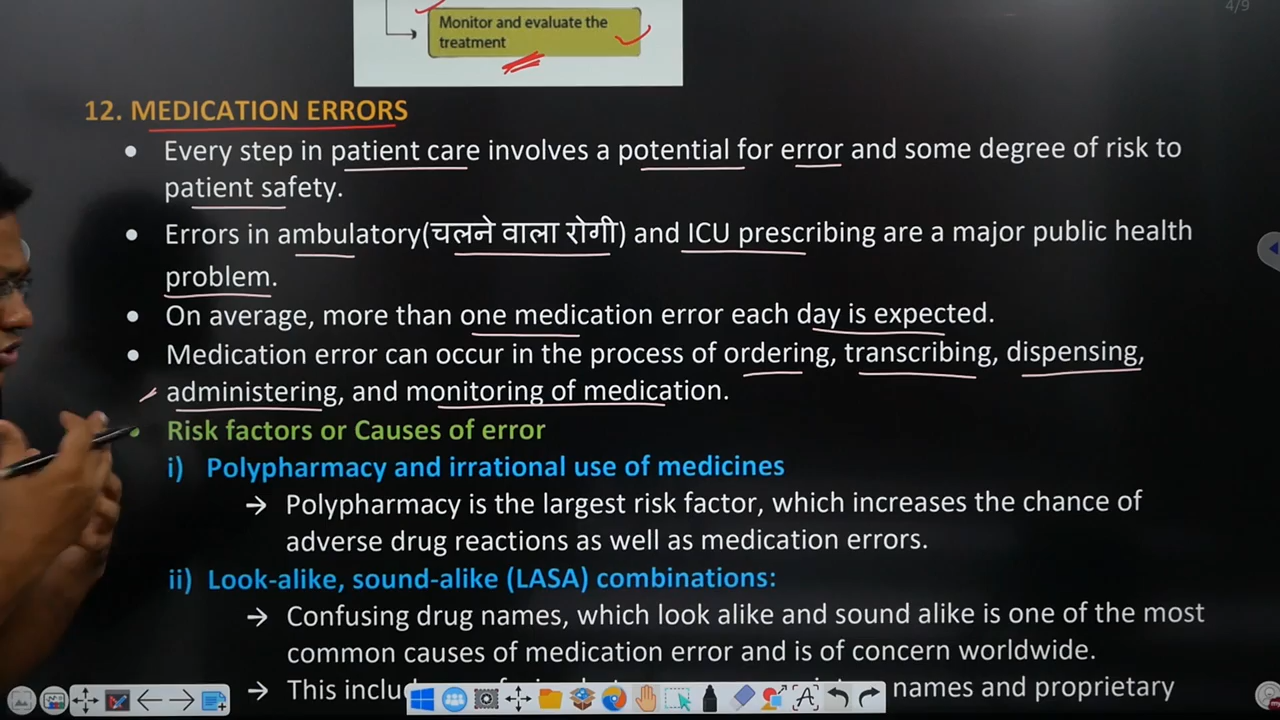 4/9
Monitor and evaluate the
treatment
12. MEDICATION ERRORS
• Every step in patient care involves a potential for error and some degree of risk to
patient safety.
• Errors in ambulatory(चलने वाला रोगी) and ICU prescribing are a major public health
problem.
• On average, more than one medication error each day is expected.
• Medication error can occur in the process of ordering, transcribing, dispensing,
administering, and monitoring of medication.
• Risk factors or Causes of error
i) Polypharmacy and irrational use of medicines
→ Polypharmacy is the largest risk factor, which increases the chance of
adverse drug reactions as well as medication errors.
ii) Look-alike, sound-alike (LASA) combinations:
→ Confusing drug names, which look alike and sound alike is one of the most
common causes of medication error and is of concern worldwide.
→ This names and proprietary